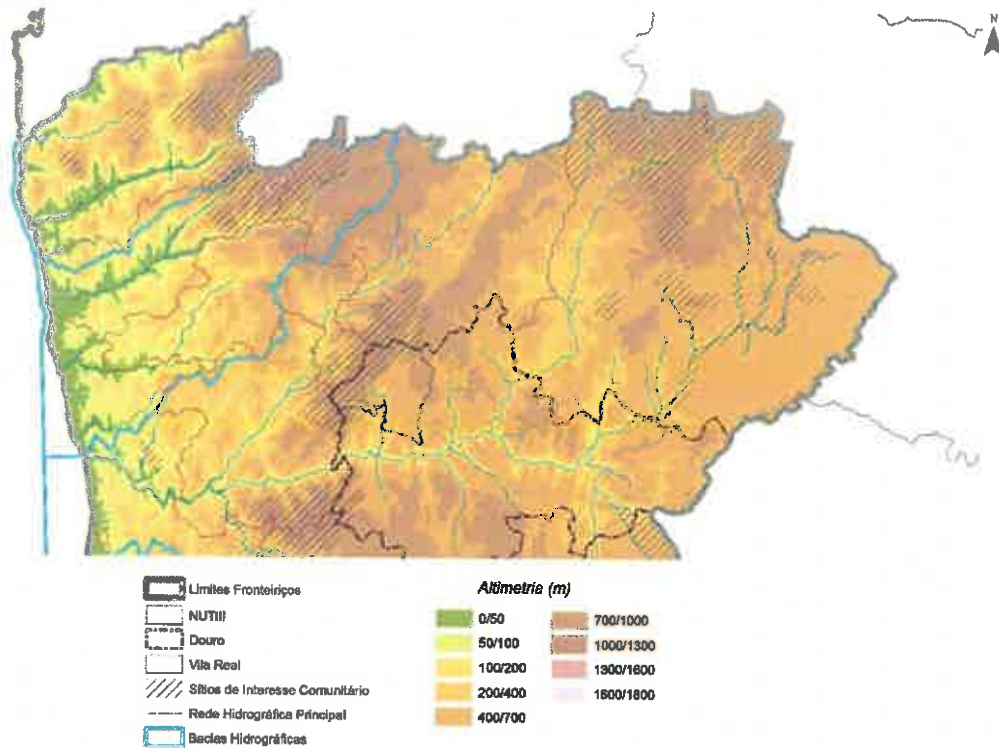 N
Limites Fronteiriços
NUTIII
Douro
Vila Real
Sítios de Interesse Comunitário
Rede Hidrográfica Principal
Bacias Hidrográficas
Altimetria (m)
0/50
50/100
100/200
200/400
400/700
700/1000
1000/1300
1300/1600
1600/1800